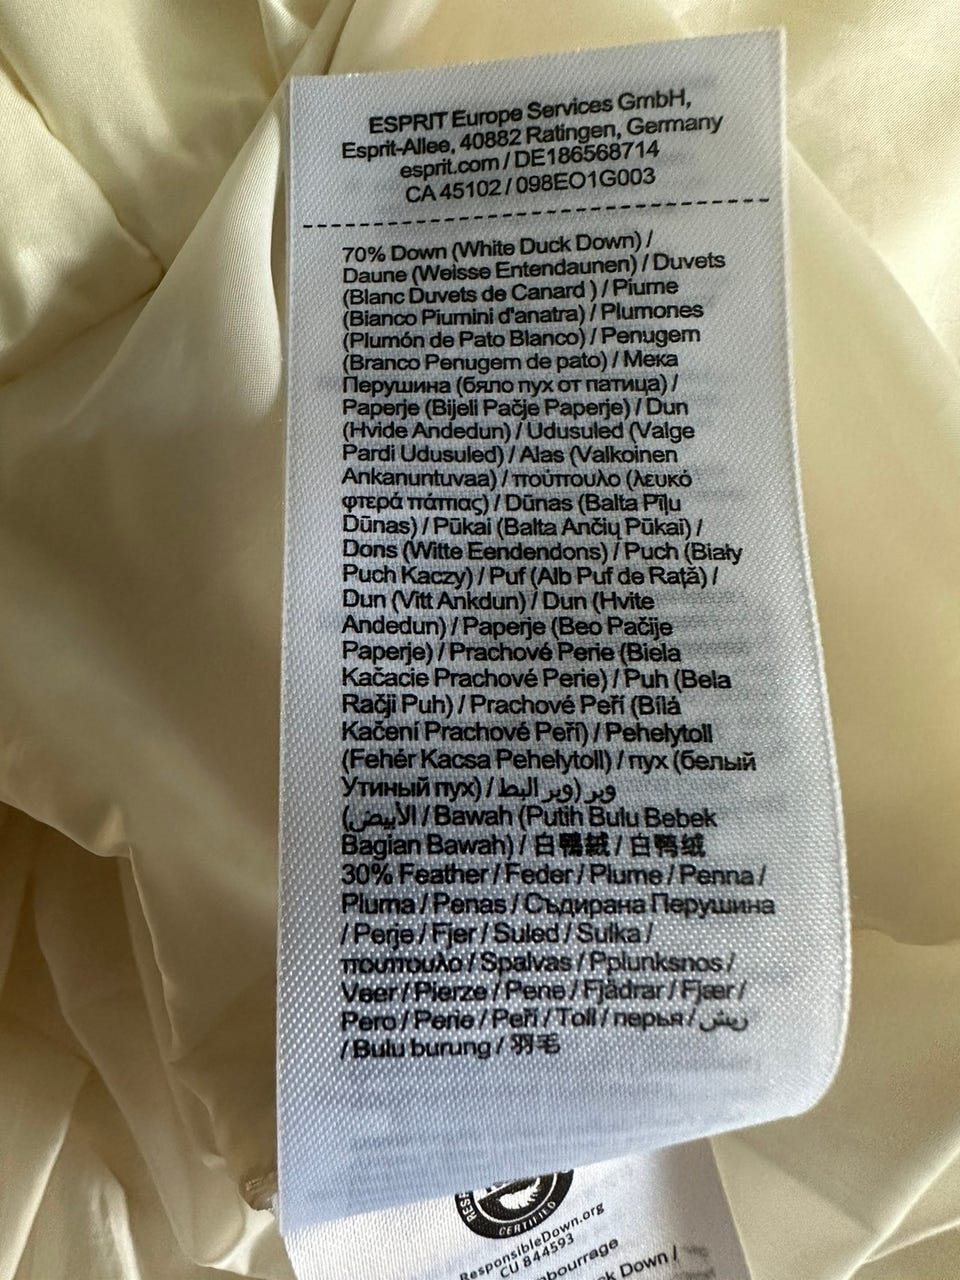 ESPRIT Europe Services GmbH,
Esprit-Allee, 40882 Ratingen, Germany
esprit.com / DE186568714
CA 45102 / 098EO1G003
70% Down (White Duck Down) /
Daune (Weisse Entendaunen) / Duvets
(Blanc Duvets de Canard ) / Piume
(Bianco Piumini d'anatra) / Plumones
(Plumón de Pato Blanco) / Penugem
(Branco Penugem de pato) / Мека
Перушина (бяло пух от патица) /
Paperje (Bijeli Pačje Paperje) / Dun
(Hvide Andedun) / Udusuled (Valge
Pardi Udusuled) / Alas (Valkoinen
Ankanuntuvaa) / πούπουλο (λευκό
φτερά πάπιας) / Dūnas (Balta Pīļu
Dūnas) / Pūkai (Balta Ančių Pūkai) /
Dons (Witte Eendendons) / Puch (Biały
Puch Kaczy) / Puf (Alb Puf de Rață) /
Dun (Vitt Ankdun) / Dun (Hvite
Andedun) / Paperje (Beo Pačije
Paperje) / Prachové Perie (Biela
Kačacie Prachové Perie) / Puh (Bela
Račji Puh) / Prachové Peří (Bílá
Kačení Prachové Peří) / Pehelytoll
(Fehér Kacsa Pehelytoll) / пух (белый
Утиный пух) / وبر (وبر البط
الأبيض) / Bawah (Putih Bulu Bebek
Bagian Bawah) / 白鴨絨 / 白鸭绒
30% Feather / Feder / Plume / Penna /
Pluma / Penas / Съдирана Перушина
/ Perje / Fjer / Suled / Sulka /
πουπουλο / Spalvas / Pplunksnos /
Veer / Pierze / Pene / Fjädrar / Fjær /
Pero / Perie / Peří / Toll / перья / ريش
/ Bulu burung / 羽毛
CERTIFIED
ResponsibleDown.org
CU 844593
Down /